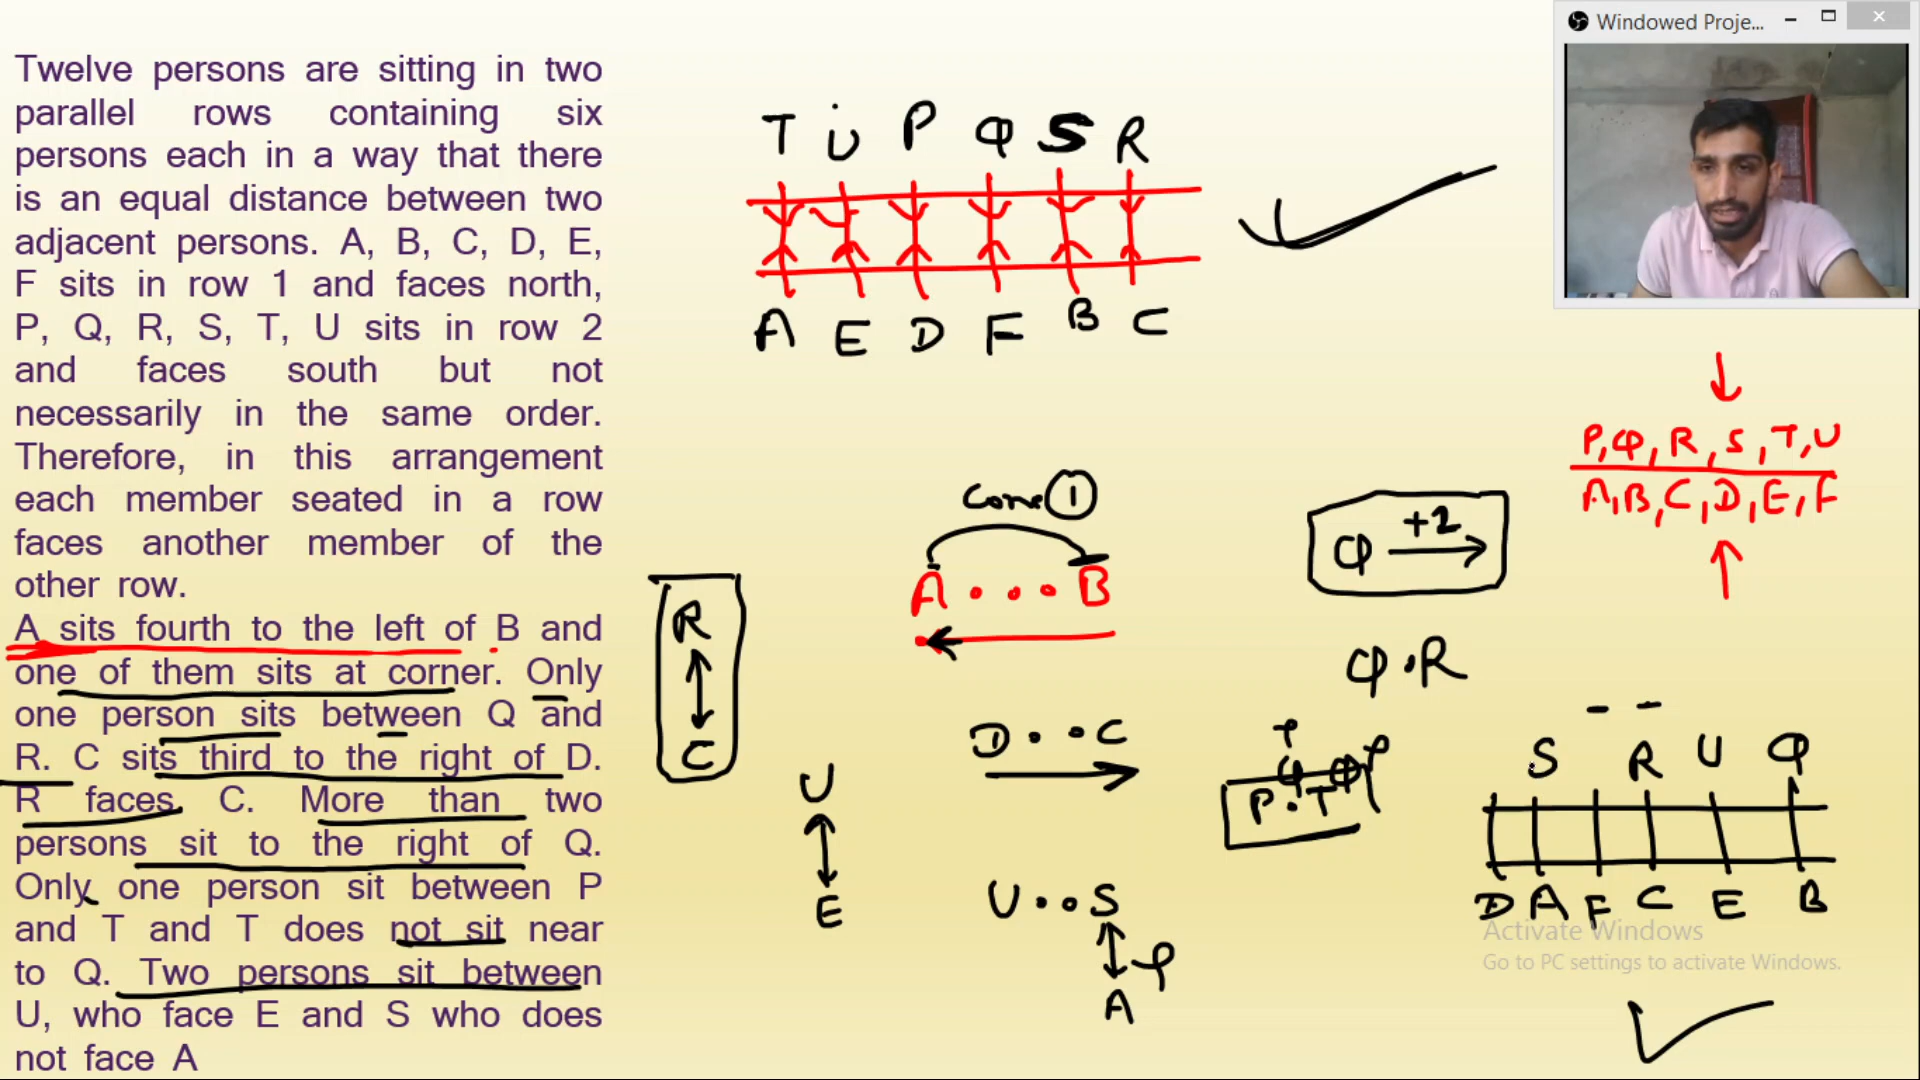 Windowed Proje...
Twelve persons are sitting in two
parallel rows containing six
persons each in a way that there
is an equal distance between two
adjacent persons. A, B, C, D, E,
F sits in row 1 and faces north,
P, Q, R, S, T, U sits in row 2
and faces south but not
necessarily in the same order.
Therefore, in this arrangement
each member seated in a row
faces another member of the
other row.
A sits fourth to the left of B and
one of them sits at corner. Only
one person sits between Q and
R. C sits third to the right of D.
R faces C. More than two
persons sit to the right of Q.
Only one person sit between P
and T and T does not sit near
to Q. Two persons sit between
U, who face E and S who does
not face A
T U P Q S R
A E D F B C
P, Q, R, S, T, U
A, B, C, D, E, F
1
A . . . B
Q +2
R
C
Q . R
D . . C
P . T
U
E
U . . S
A
S R U Q
D A F C E B
Activate Windows
Go to PC settings to activate Windows.